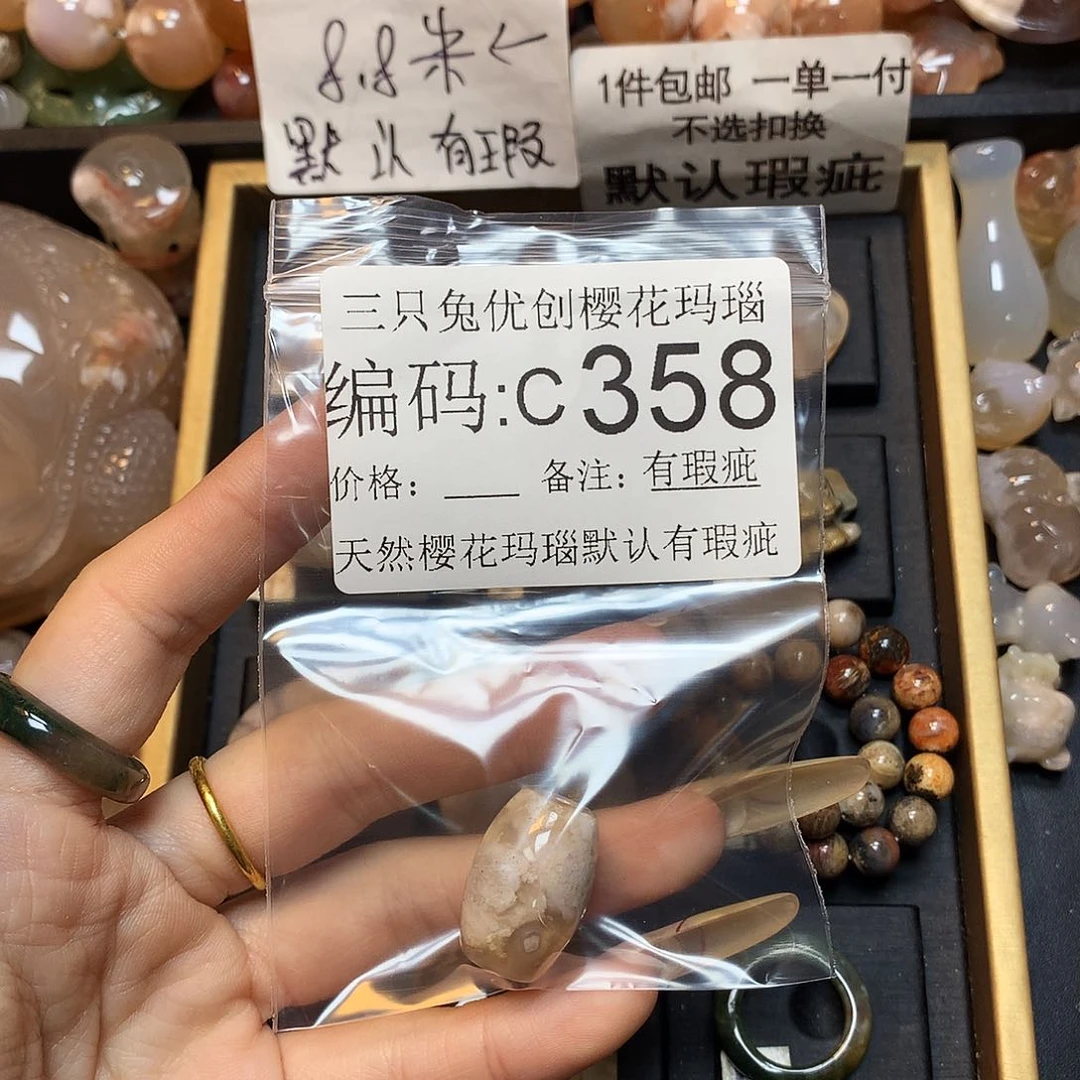 8.8米←
默认有瑕
1件包邮 一单一付
不选扣换
默认瑕疵
三只兔优创樱花玛瑙
编码:C358
价格：___ 备注：有瑕疵
天然樱花玛瑙默认有瑕疵